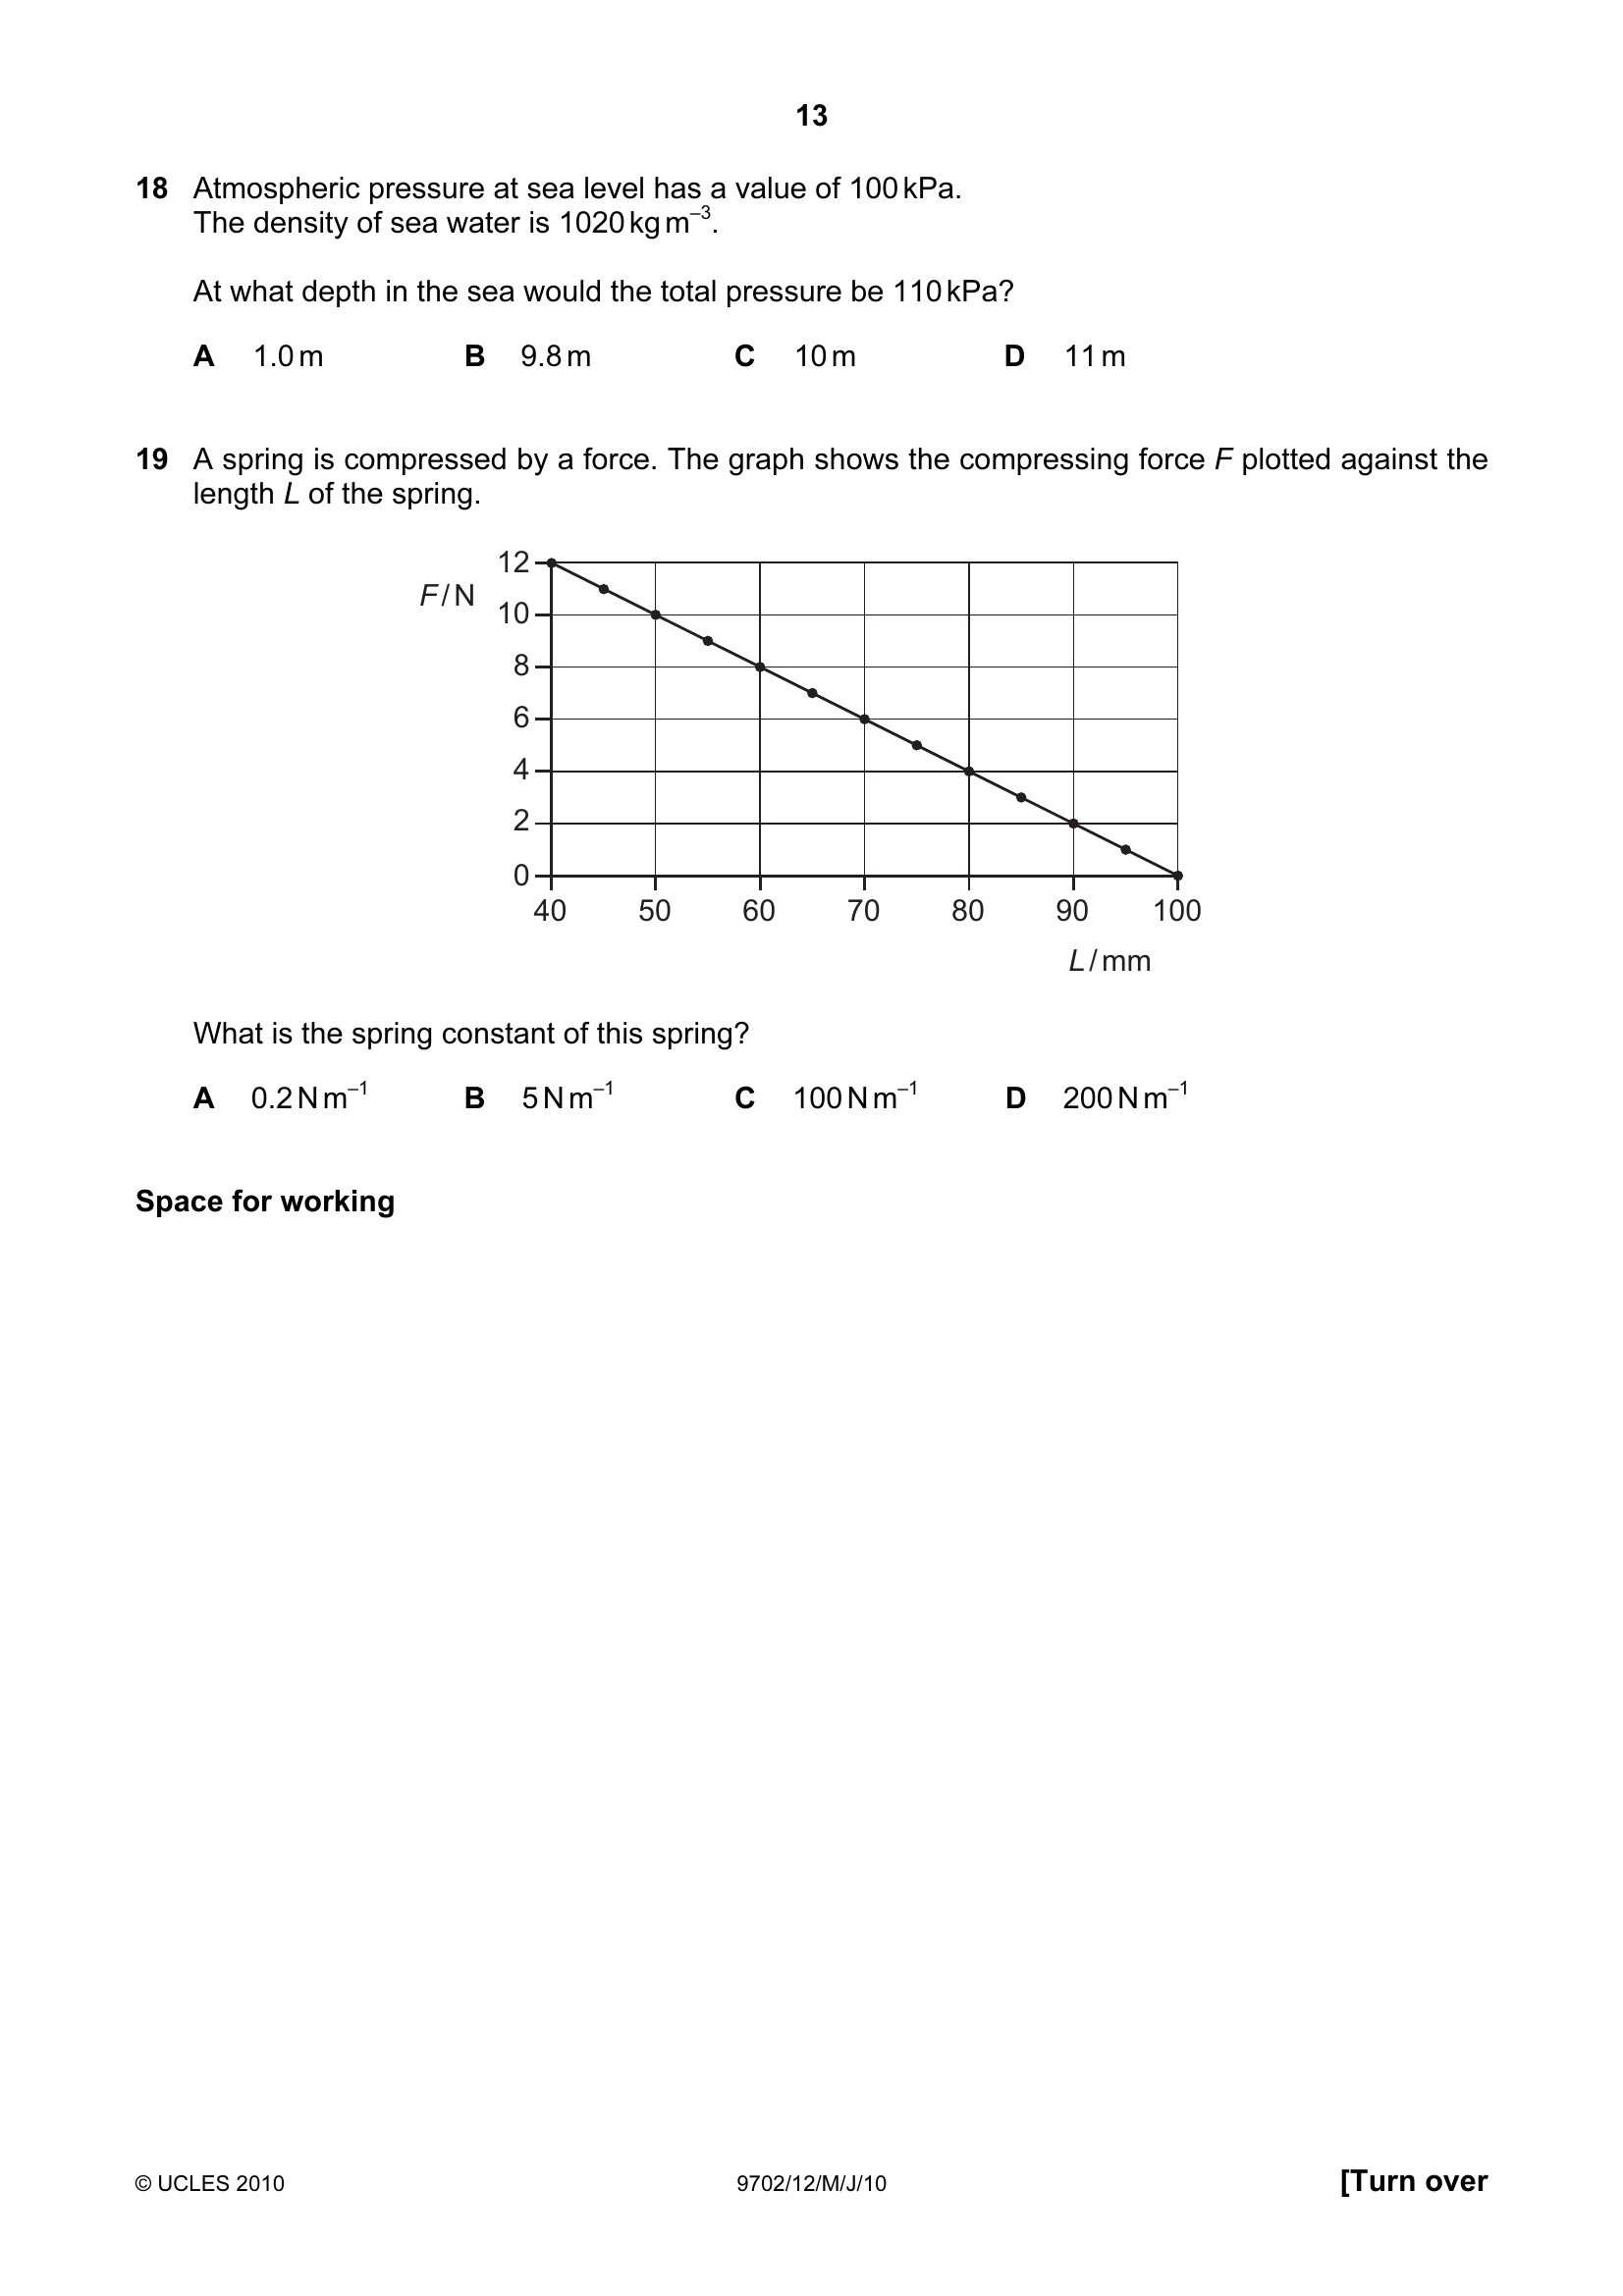 13
18 Atmospheric pressure at sea level has a value of 100 kPa.
The density of sea water is 1020 kg m⁻³.
At what depth in the sea would the total pressure be 110 kPa?
A 1.0 m B 9.8 m C 10 m D 11 m
19 A spring is compressed by a force. The graph shows the compressing force F plotted against the
length L of the spring.
12
F / N
10
8
6
4
2
0
40 50 60 70 80 90 100
L / mm
What is the spring constant of this spring?
A 0.2 N m⁻¹ B 5 N m⁻¹ C 100 N m⁻¹ D 200 N m⁻¹
Space for working
© UCLES 2010 9702/12/M/J/10 [Turn over